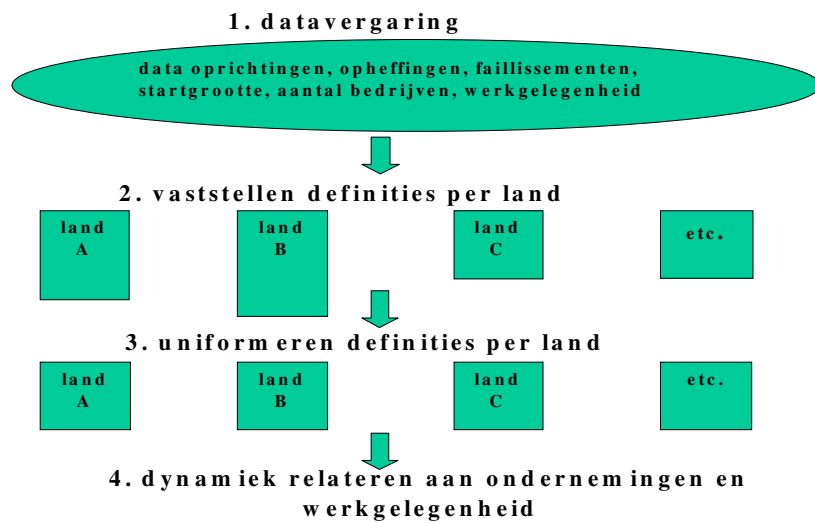 1. datavergaring
data oprichtingen, opheffingen, faillissementen,
startgrootte, aantal bedrijven, werkgelegenheid
2. vaststellen definities per land
land land land etc.
A B C
3. uniformeren definities per land
land land land etc.
A B C
4. dynamiek relateren aan ondernemingen en
werkgelegenheid